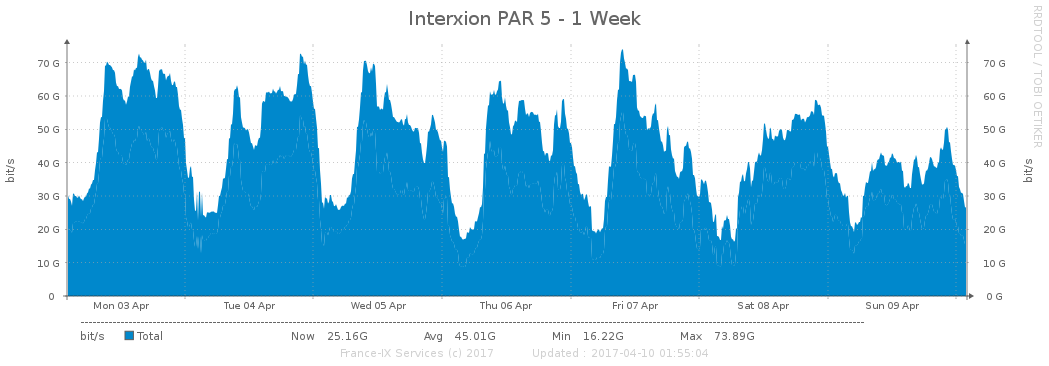 Interxion PAR 5 - 1 Week
RRDTOOL / TOBI OETIKER
bit/s
70 G 70 G
60 G 60 G
50 G 50 G
40 G 40 G
30 G 30 G
20 G 20 G
10 G 10 G
0 0 G
bit/s
Mon 03 Apr Tue 04 Apr Wed 05 Apr Thu 06 Apr Fri 07 Apr Sat 08 Apr Sun 09 Apr
bit/s Total Now 25.16G Avg 45.01G Min 16.22G Max 73.89G
France-IX Services (c) 2017 Updated : 2017-04-10 01:55:04